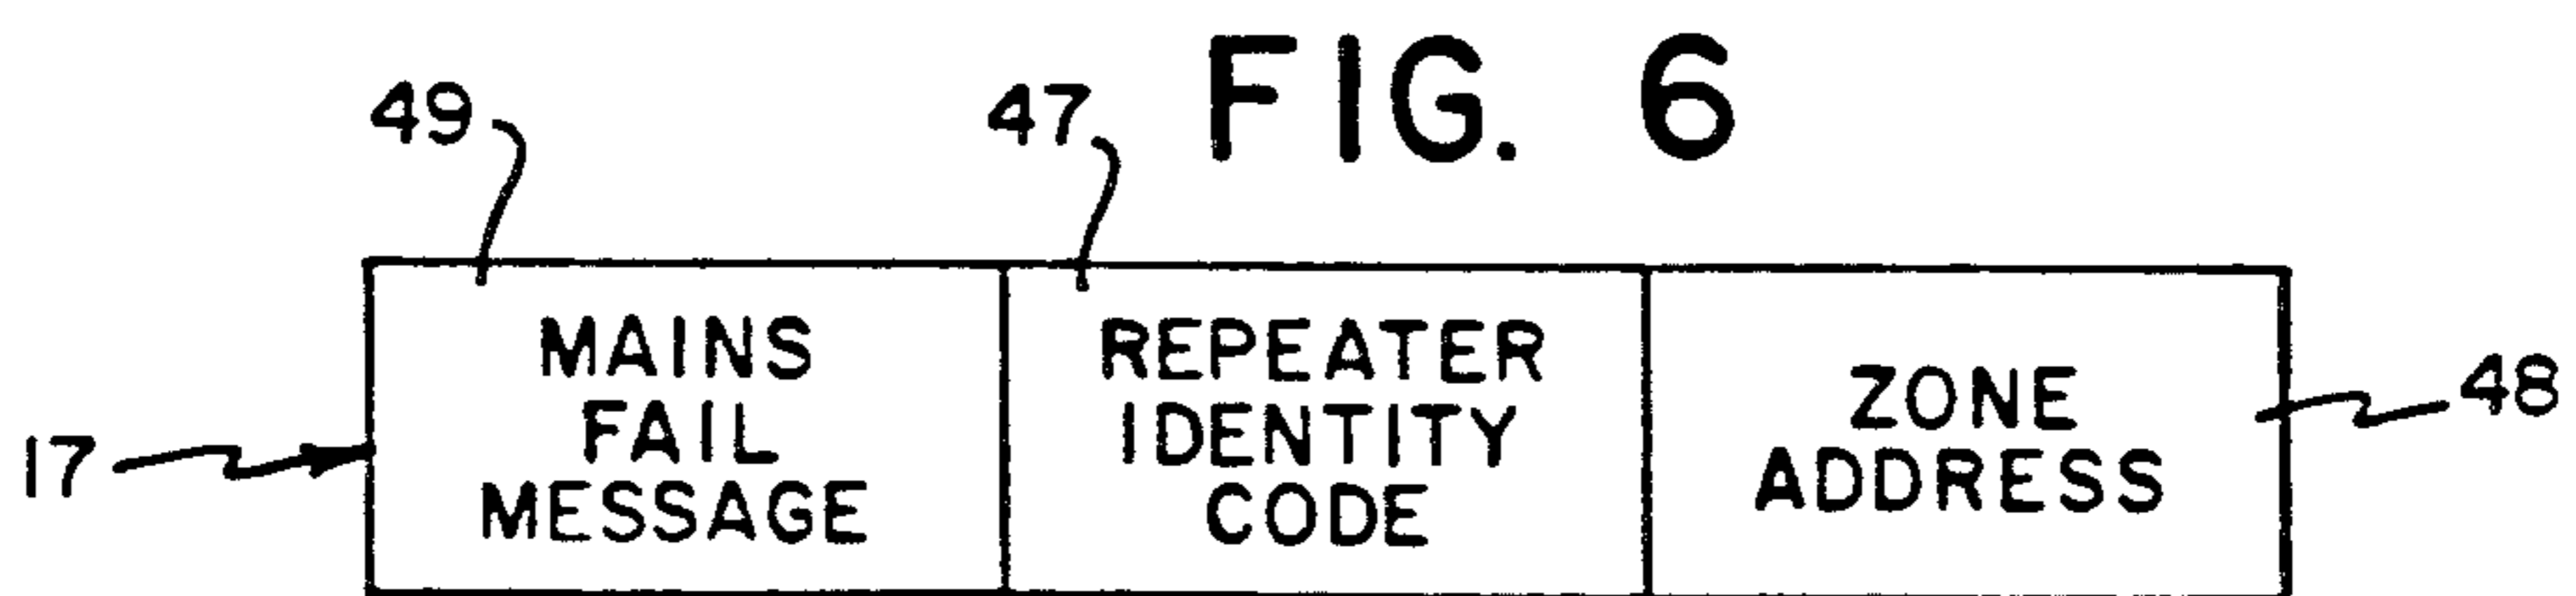 FIG. 6
49
47
MAINS
FAIL
MESSAGE
REPEATER
IDENTITY
CODE
ZONE
ADDRESS
48
17